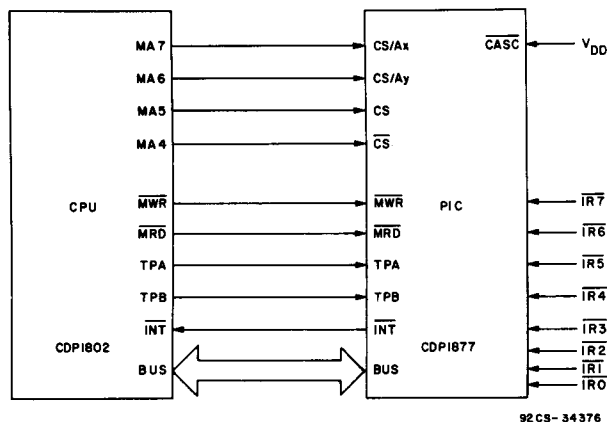 MA7 CS/Ax CASC VDD
MA6 CS/Ay
MA5 CS
MA4 CS
CPU MWR MWR PIC IR7
MRD MRD IR6
TPA TPA IR5
TPB TPB IR4
INT INT IR3
CDP1802 CDP1877 IR2
BUS BUS IR1
IR0
92CS-34376